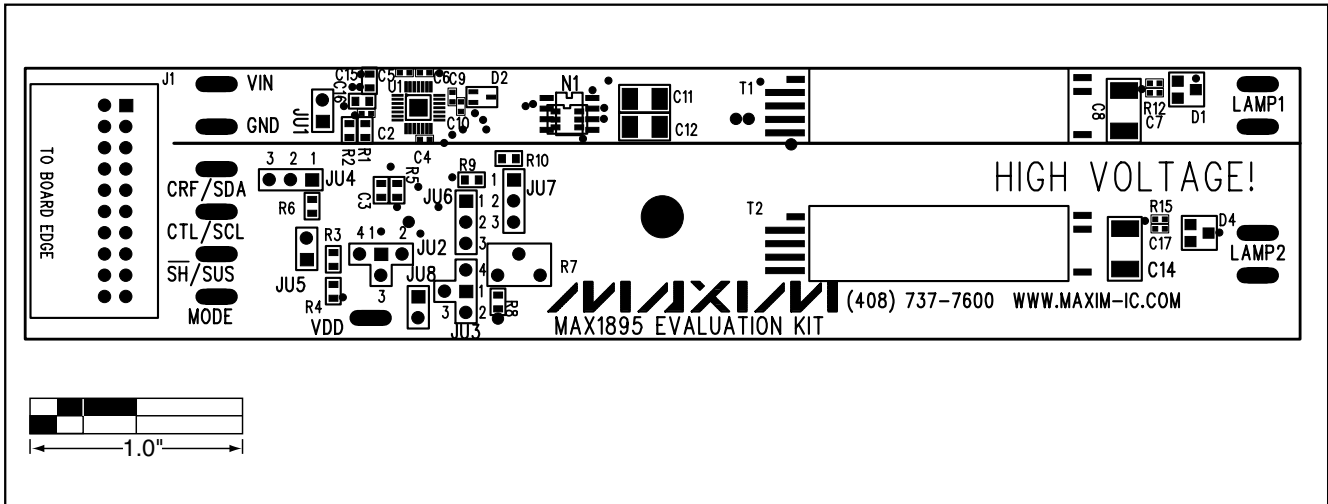 J1
VIN
GND
TO BOARD EDGE
CRF/SDA
CTL/SCL
SH/SUS
MODE
VDD
JU1
C16
C15
C5
U1
C6
C9
D2
C10
R2
R1
C2
C4
N1
C11
C12
T1
C8
R12
C7
D1
LAMP1
3 2 1
JU4
R6
C3
R5
R9
R10
JU6
1
2
3
1
2
3
JU7
HIGH VOLTAGE!
JU5
R3
R4
4 1 2
3
JU2
JU8
4
1
3 2
JU3
R7
R8
T2
R15
C17
D4
C14
LAMP2
MAXIM (408) 737-7600 WWW.MAXIM-IC.COM
MAX1895 EVALUATION KIT
1.0"